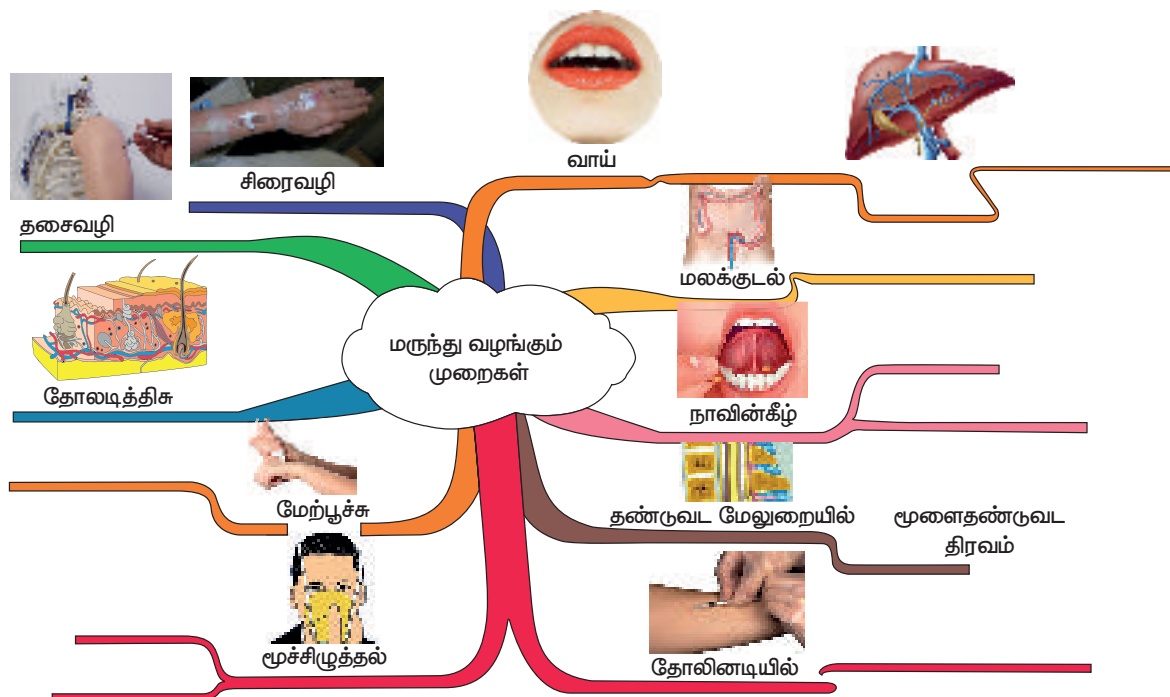 வாய்
சிரைவழி
தசைவழி
மலக்குடல்
மருந்து வழங்கும்
முறைகள்
தோலடித்திசு
நாவின்கீழ்
மேற்பூச்சு
தண்டுவட மேலுறையில்
மூளைதண்டுவட
திரவம்
மூச்சிழுத்தல்
தோலினடியில்